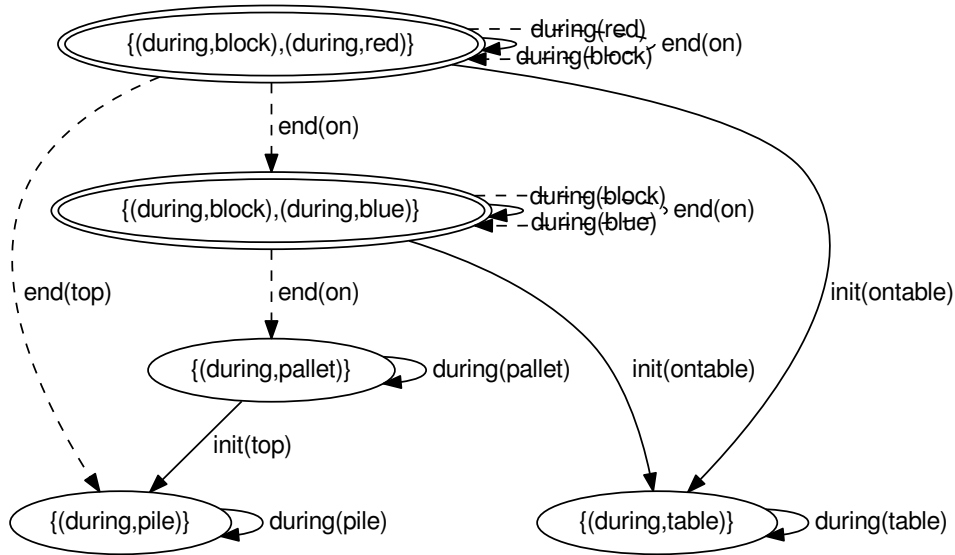 during(red)
{(during,block),(during,red)}
end(on)
during(block)
end(on)
during(block)
{(during,block),(during,blue)}
end(on)
during(blue)
end(top)
end(on)
init(ontable)
{(during,pallet)}
during(pallet)
init(ontable)
init(top)
{(during,pile)}
during(pile)
{(during,table)}
during(table)